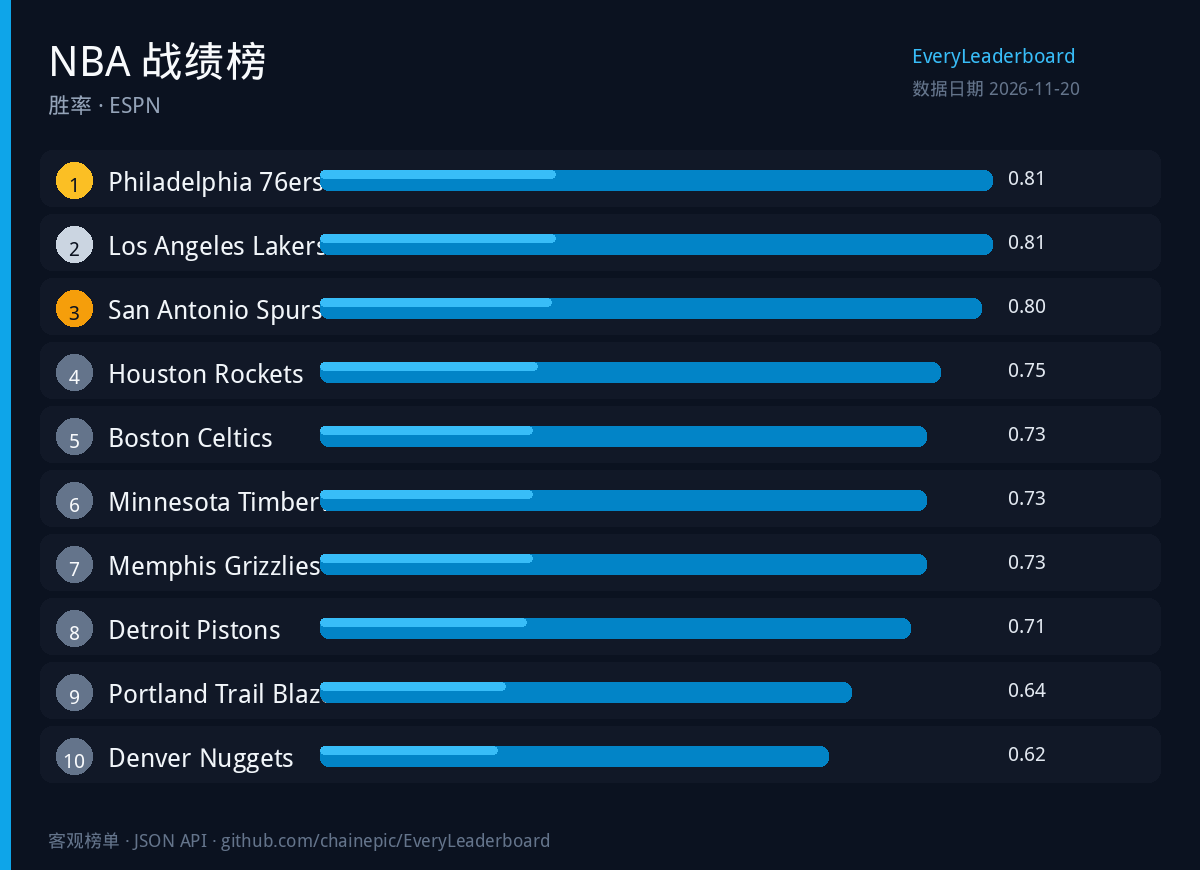 NBA 战绩榜
胜率 · ESPN
EveryLeaderboard
数据日期 2026-11-20
1 Philadelphia 76ers 0.81
2 Los Angeles Lakers 0.81
3 San Antonio Spurs 0.80
4 Houston Rockets 0.75
5 Boston Celtics 0.73
6 Minnesota Timber 0.73
7 Memphis Grizzlies 0.73
8 Detroit Pistons 0.71
9 Portland Trail Blaz 0.64
10 Denver Nuggets 0.62
客观榜单 · JSON API · github.com/chainepic/EveryLeaderboard